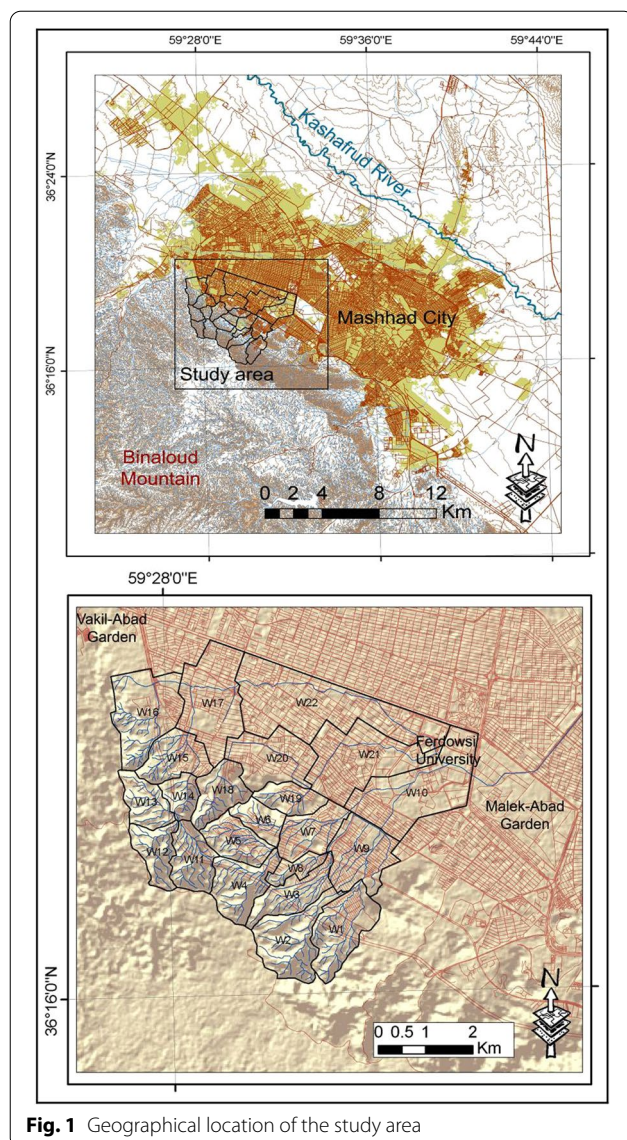 59°28'0"E
59°36'0"E
59°44'0"E
36°24'0"N
36°16'0"N
Kashafrud River
Mashhad City
Study area
Binaloud
Mountain
N
0 2 4 8 12
Km
59°28'0"E
Vakil-Abad
Garden
W16
W17
W22
W15
W20
W21
Ferdowsi
University
W10
Malek-Abad
Garden
W13
W14
W18
W19
W6
W7
W12
W11
W5
W9
W8
W4
W3
W2
W1
36°16'0"N
N
0 0.5 1 2
Km
Fig. 1 Geographical location of the study area